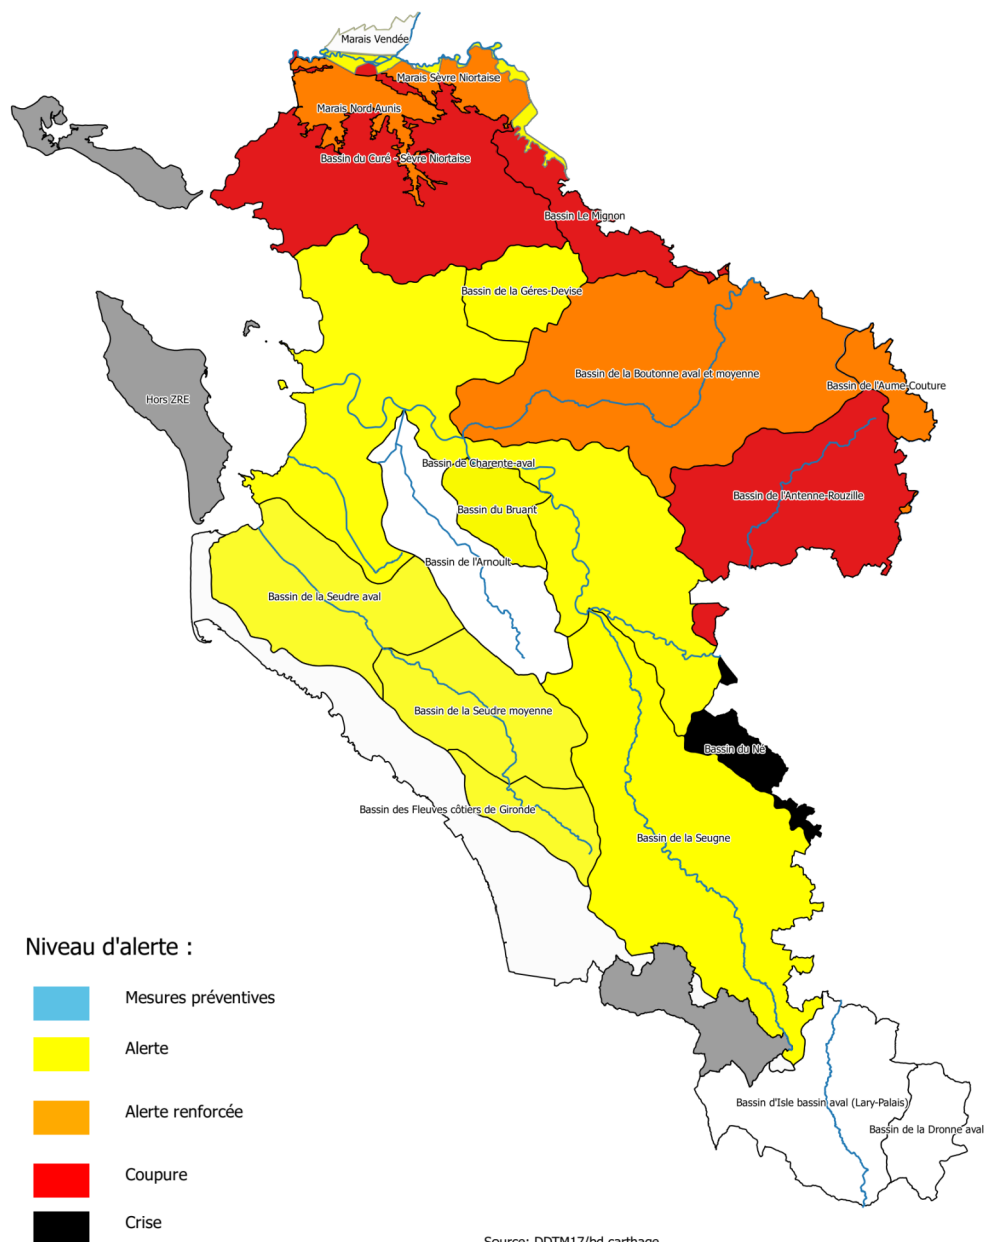 Marais Vendée
Marais Sèvre Niortaise
Marais Nord Aunis
Bassin du Curé - Sèvre Niortaise
Bassin Le Mignon
Bassin de la Gères-Devise
Bassin de la Boutonne aval et moyenne
Bassin de l'Aume-Couture
Hors ZRE
Bassin de Charente-aval
Bassin de l'Antenne-Rouzille
Bassin du Bruant
Bassin de l'Arnoult
Bassin de la Seudre aval
Bassin de la Seudre moyenne
Bassin du Né
Bassin des Fleuves côtiers de Gironde
Bassin de la Seugne
Niveau d'alerte :
Mesures préventives
Alerte
Bassin d'Isle bassin aval (Lary-Palais)
Alerte renforcée
Bassin de la Dronne aval
Coupure
Crise
Source: DDTM17/bd carthage